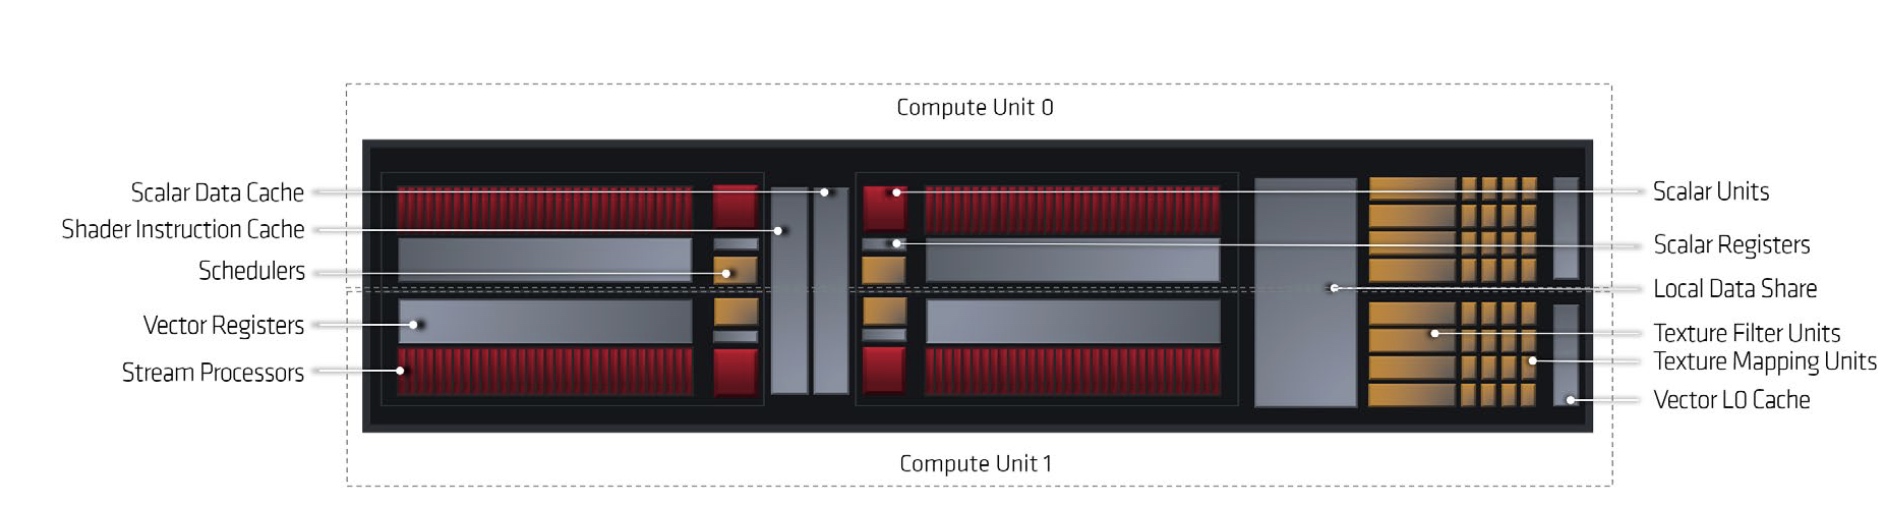 Compute Unit 0
Scalar Data Cache
Shader Instruction Cache
Schedulers
Vector Registers
Stream Processors
Scalar Units
Scalar Registers
Local Data Share
Texture Filter Units
Texture Mapping Units
Vector L0 Cache
Compute Unit 1